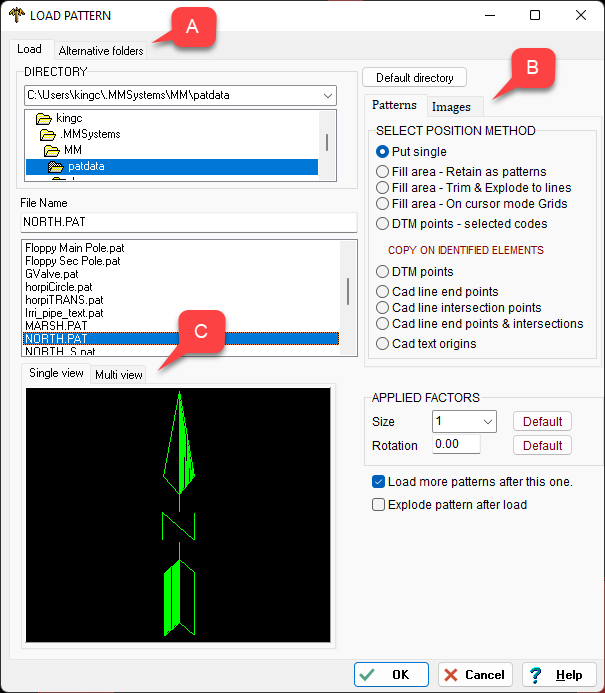 LOAD PATTERN
A
Load
Alternative folders
DIRECTORY
C:\Users\kingc\.MMSystems\MM\patdata
kingc
.MMSystems
MM
patdata
File Name
NORTH.PAT
Floppy Main Pole.pat
Floppy Sec Pole.pat
GValve.pat
horpiCircle.pat
horpiTRANS.pat
Irri_pipe_text.pat
MARSH.PAT
NORTH.PAT
NORTH_S.pat
C
Single view
Multi view
N
Default directory
B
Patterns
Images
SELECT POSITION METHOD
Put single
Fill area - Retain as patterns
Fill area - Trim & Explode to lines
Fill area - On cursor mode Grids
DTM points - selected codes
COPY ON IDENTIFIED ELEMENTS
DTM points
Cad line end points
Cad line intersection points
Cad line end points & intersections
Cad text origins
APPLIED FACTORS
Size
1
Default
Rotation
0.00
Default
Load more patterns after this one.
Explode pattern after load
OK
Cancel
Help